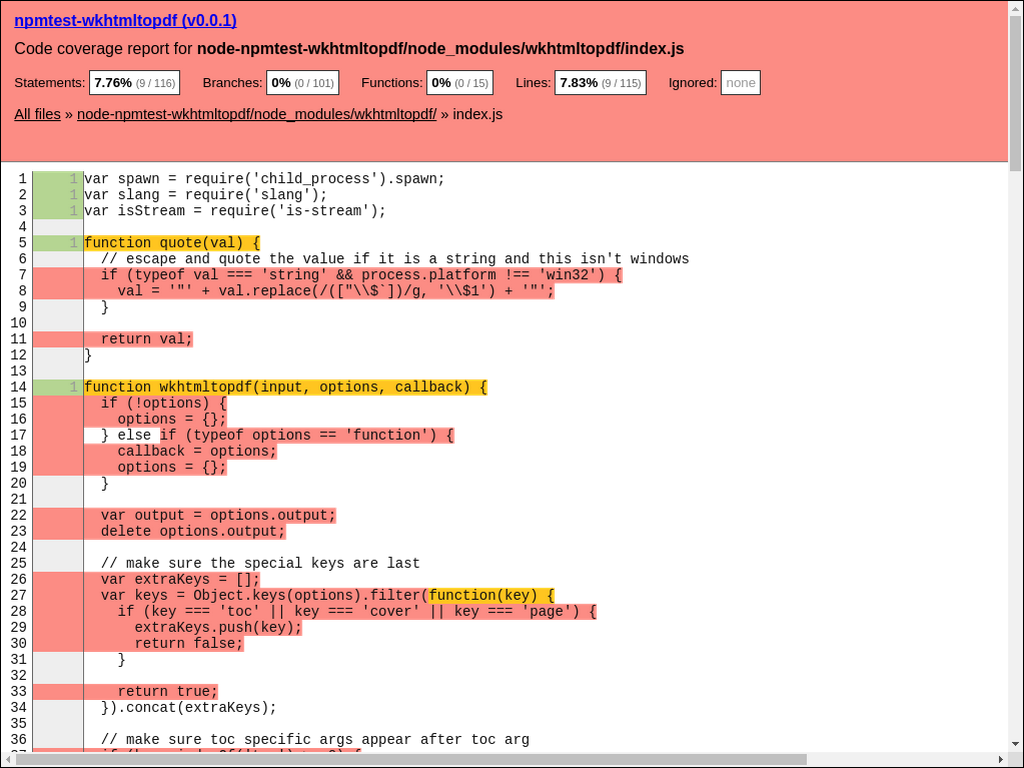 npmtest-wkhtmltopdf (v0.0.1)
Code coverage report for node-npmtest-wkhtmltopdf/node_modules/wkhtmltopdf/index.js
Statements: 7.76% (9 / 116) Branches: 0% (0 / 101) Functions: 0% (0 / 15) Lines: 7.83% (9 / 115) Ignored: none
All files » node-npmtest-wkhtmltopdf/node_modules/wkhtmltopdf/ » index.js
1 1 var spawn = require('child_process').spawn;
2 1 var slang = require('slang');
3 1 var isStream = require('is-stream');
4
5 1 function quote(val) {
6 // escape and quote the value if it is a string and this isn't windows
7 if (typeof val === 'string' && process.platform !== 'win32') {
8 val = '"' + val.replace(/(["\\$`])/g, '\\$1') + '"';
9 }
10
11 return val;
12 }
13
14 1 function wkhtmltopdf(input, options, callback) {
15 if (!options) {
16 options = {};
17 } else if (typeof options == 'function') {
18 callback = options;
19 options = {};
20 }
21
22 var output = options.output;
23 delete options.output;
24
25 // make sure the special keys are last
26 var extraKeys = [];
27 var keys = Object.keys(options).filter(function(key) {
28 if (key === 'toc' || key === 'cover' || key === 'page') {
29 extraKeys.push(key);
30 return false;
31 }
32
33 return true;
34 }).concat(extraKeys);
35
36 // make sure toc specific args appear after toc arg